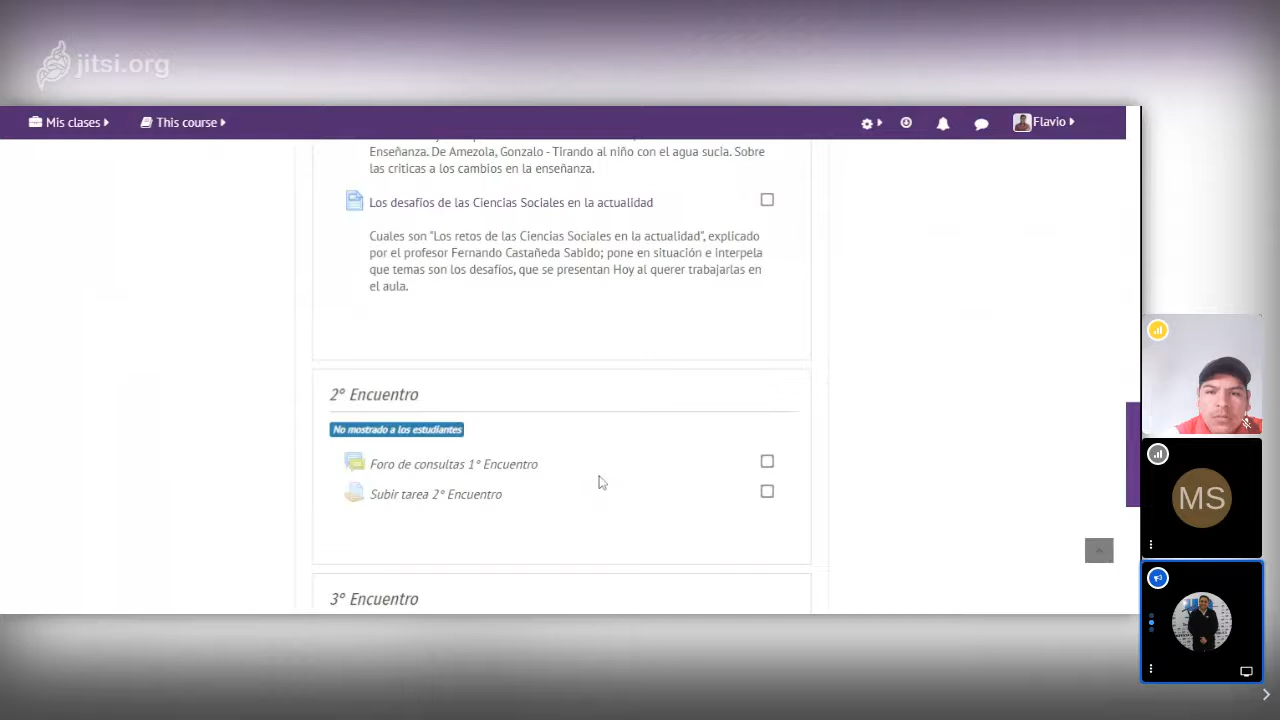 jitsi.org
Mis clases
This course
Flavio
Enseñanza. De Amezola, Gonzalo - Tirando al niño con el agua sucia. Sobre
las criticas a los cambios en la enseñanza.
Los desafios de las Ciencias Sociales en la actualidad
Cuales son "Los retos de las Ciencias Sociales en la actualidad", explicado
por el profesor Fernando Castañeda Sabido; pone en situación e interpela
que temas son los desafíos, que se presentan Hoy al querer trabajarlas en
el aula.
2° Encuentro
No mostrado a los estudiantes
Foro de consultas 1° Encuentro
Subir tarea 2° Encuentro
3° Encuentro
MS